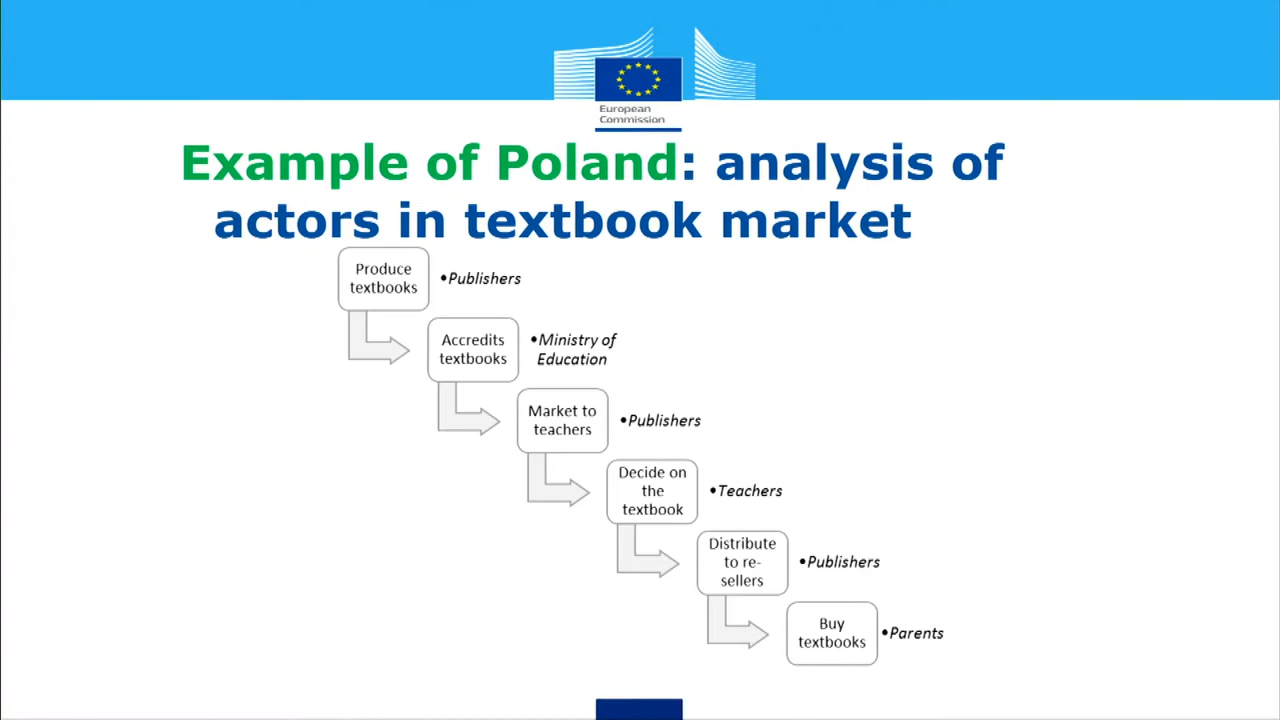 European
Commission
Example of Poland: analysis of
actors in textbook market
Produce
textbooks
•Publishers
Accredits
textbooks
•Ministry of
Education
Market to
teachers
•Publishers
Decide on
the
textbook
•Teachers
Distribute
to re-
sellers
•Publishers
Buy
textbooks
•Parents